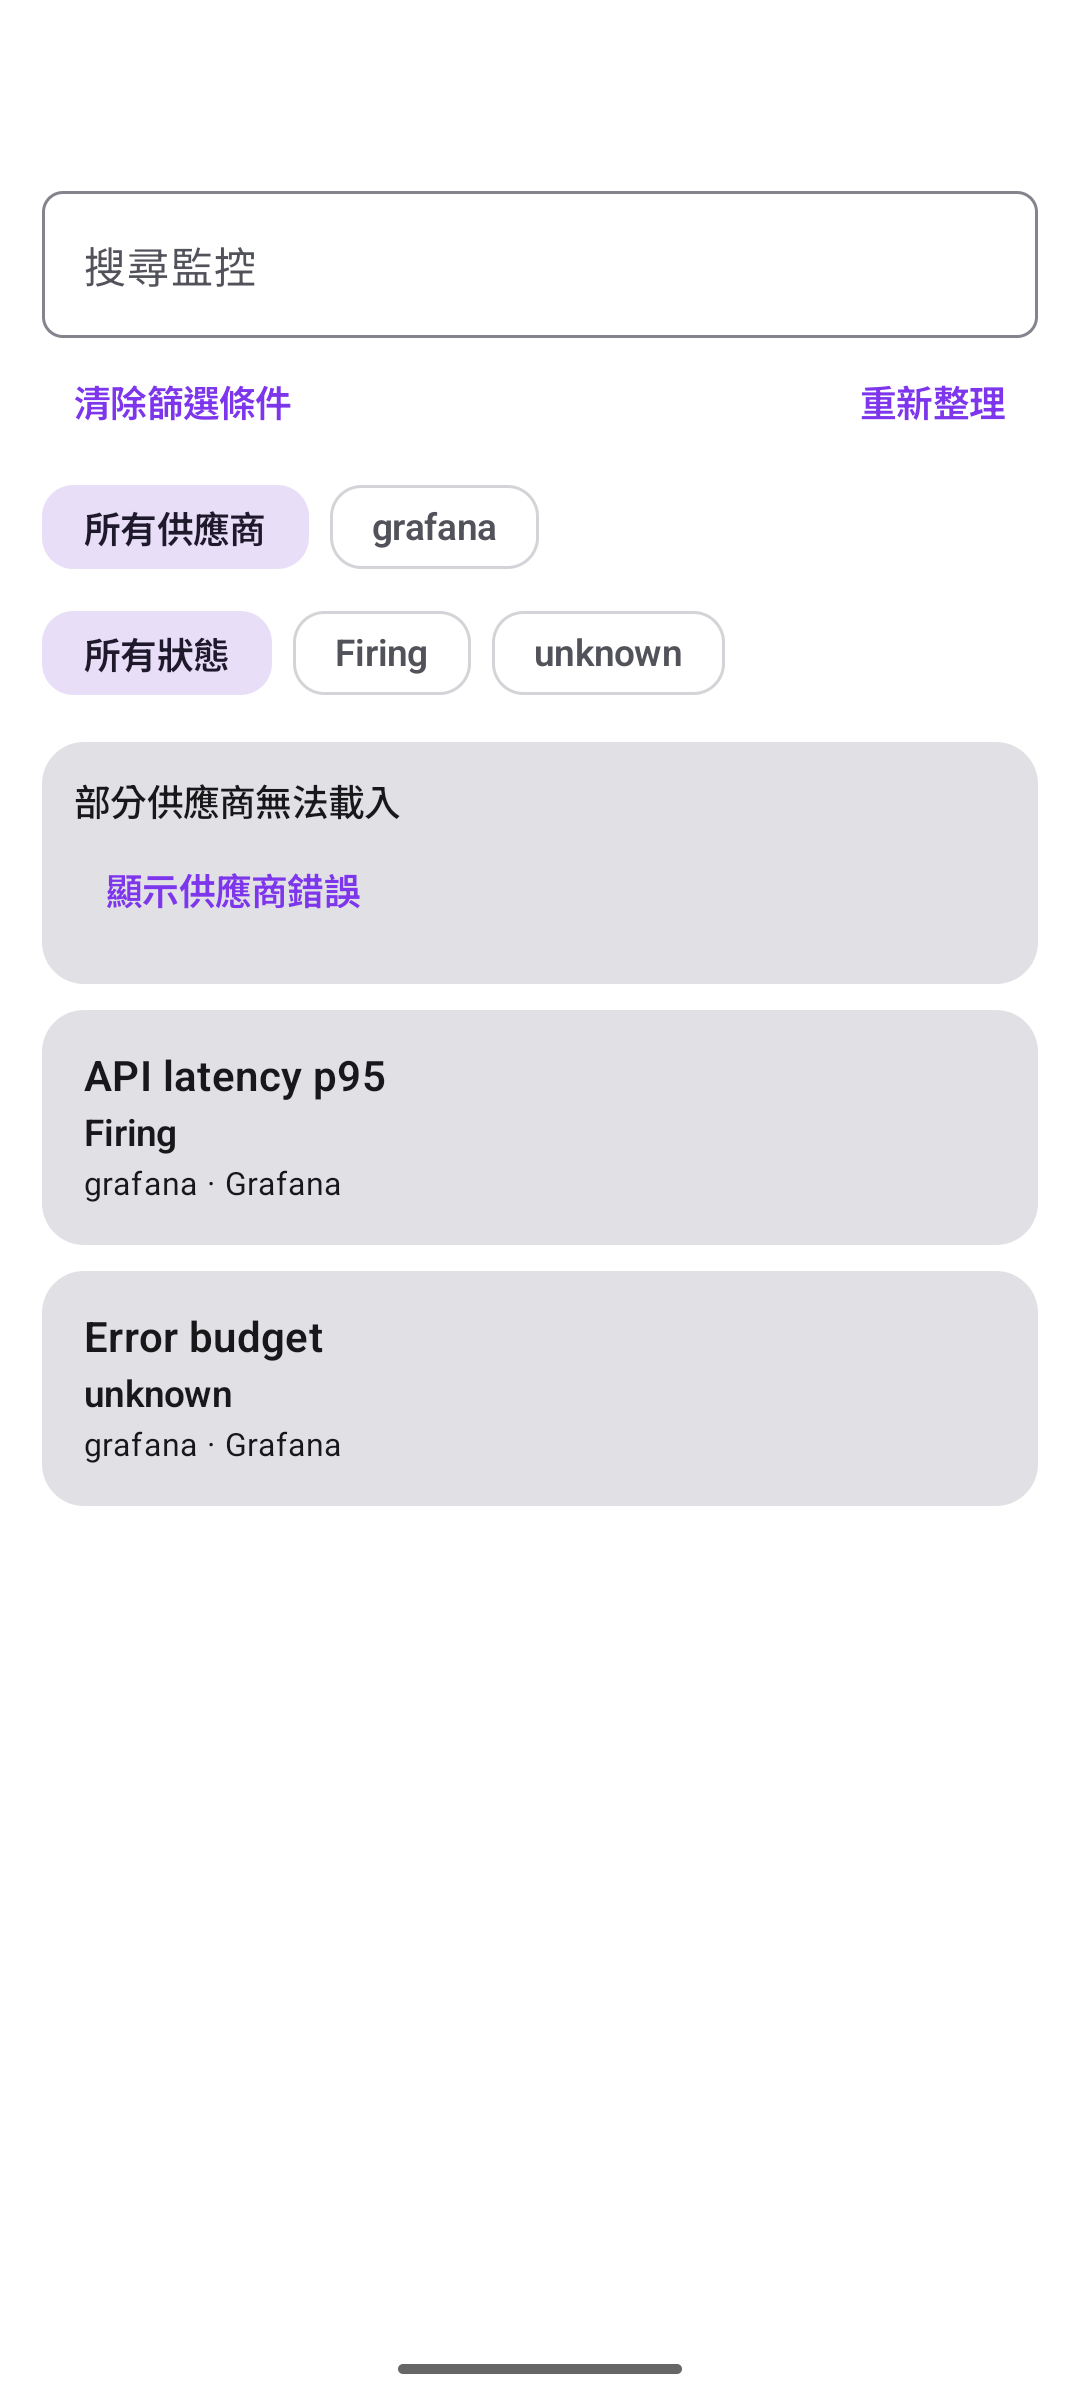 搜尋監控
清除篩選條件 重新整理
所有供應商 grafana
所有狀態 Firing unknown
部分供應商無法載入
顯示供應商錯誤
API latency p95
Firing
grafana · Grafana
Error budget
unknown
grafana · Grafana